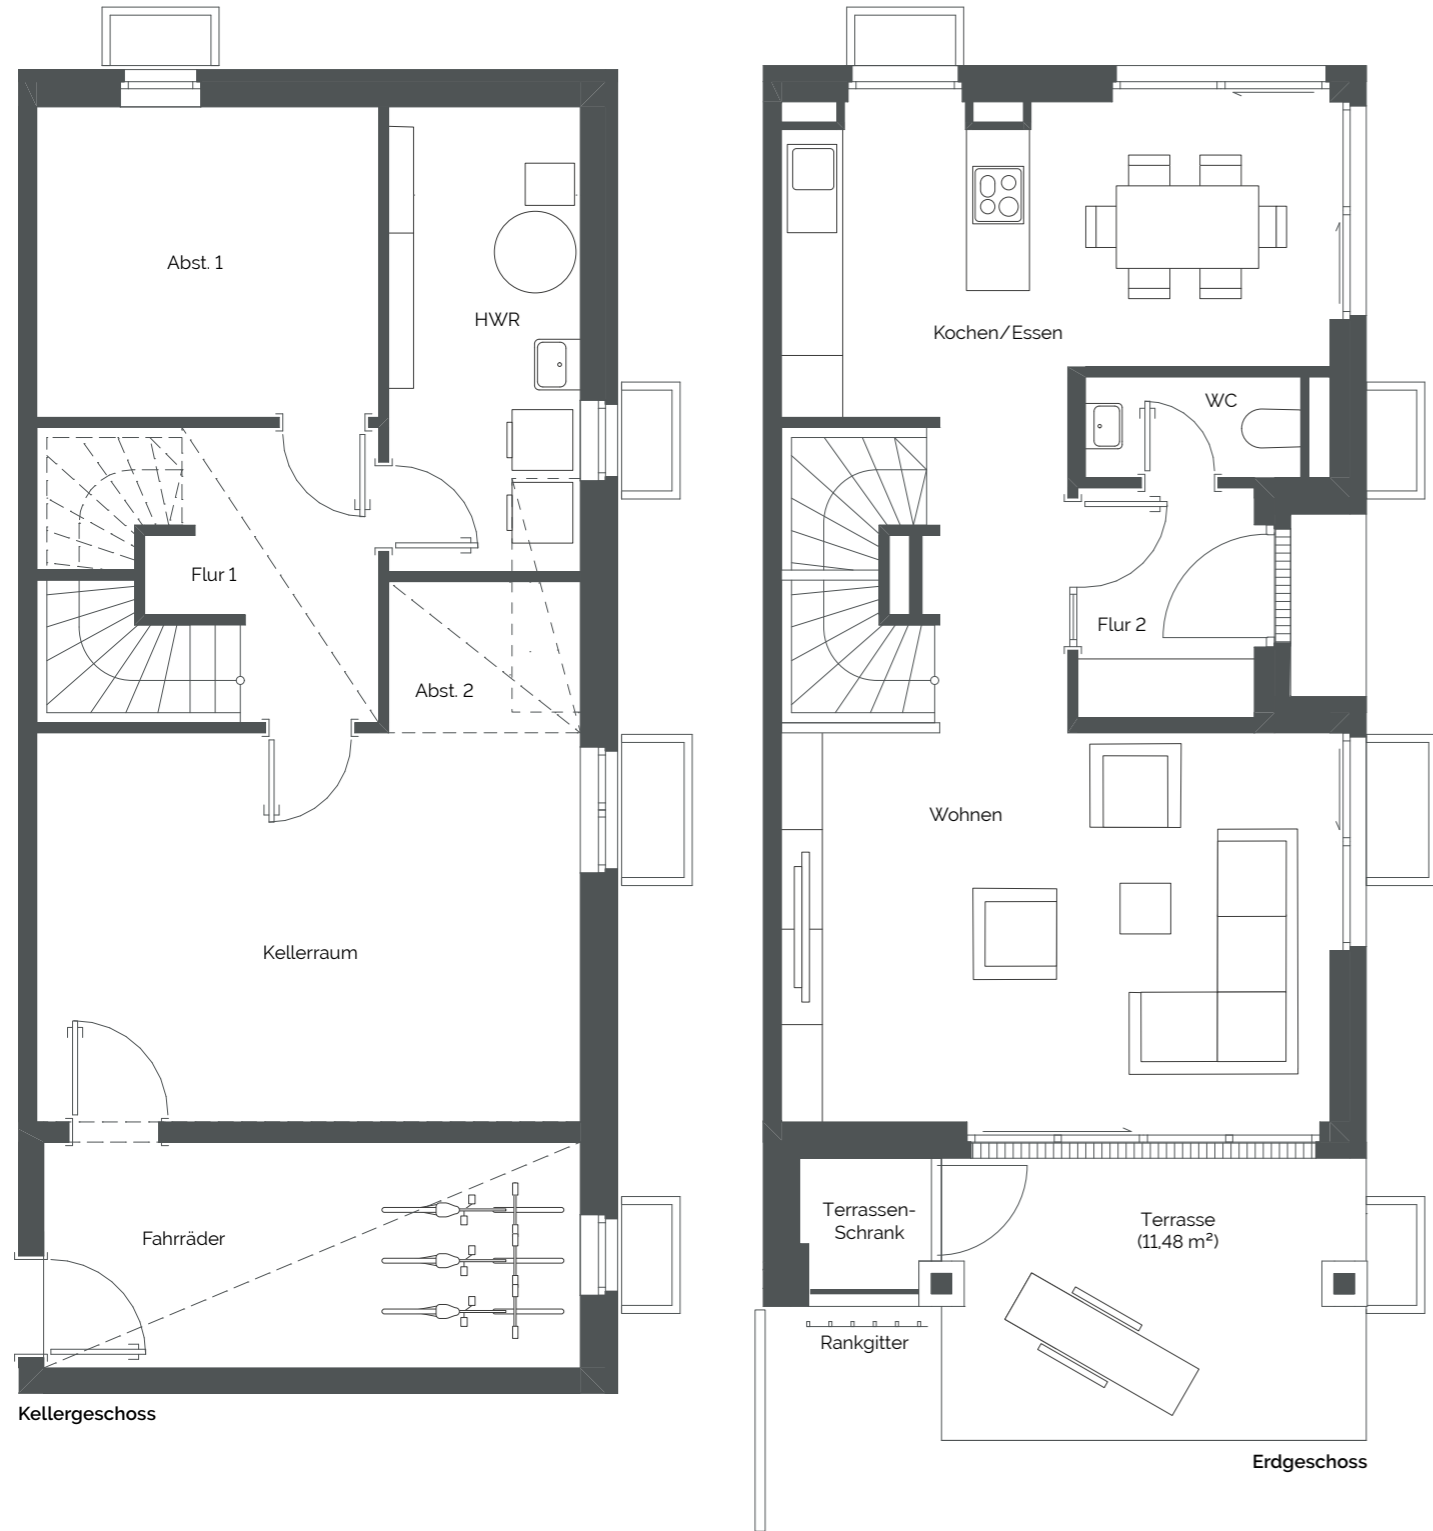 Abst. 1
HWR
Flur 1
Abst. 2
Kellerraum
Fahrräder
Kellergeschoss
Kochen/Essen
WC
Flur 2
Wohnen
Terrassen-
Schrank
Terrasse
(11,48 m²)
Rankgitter
Erdgeschoss